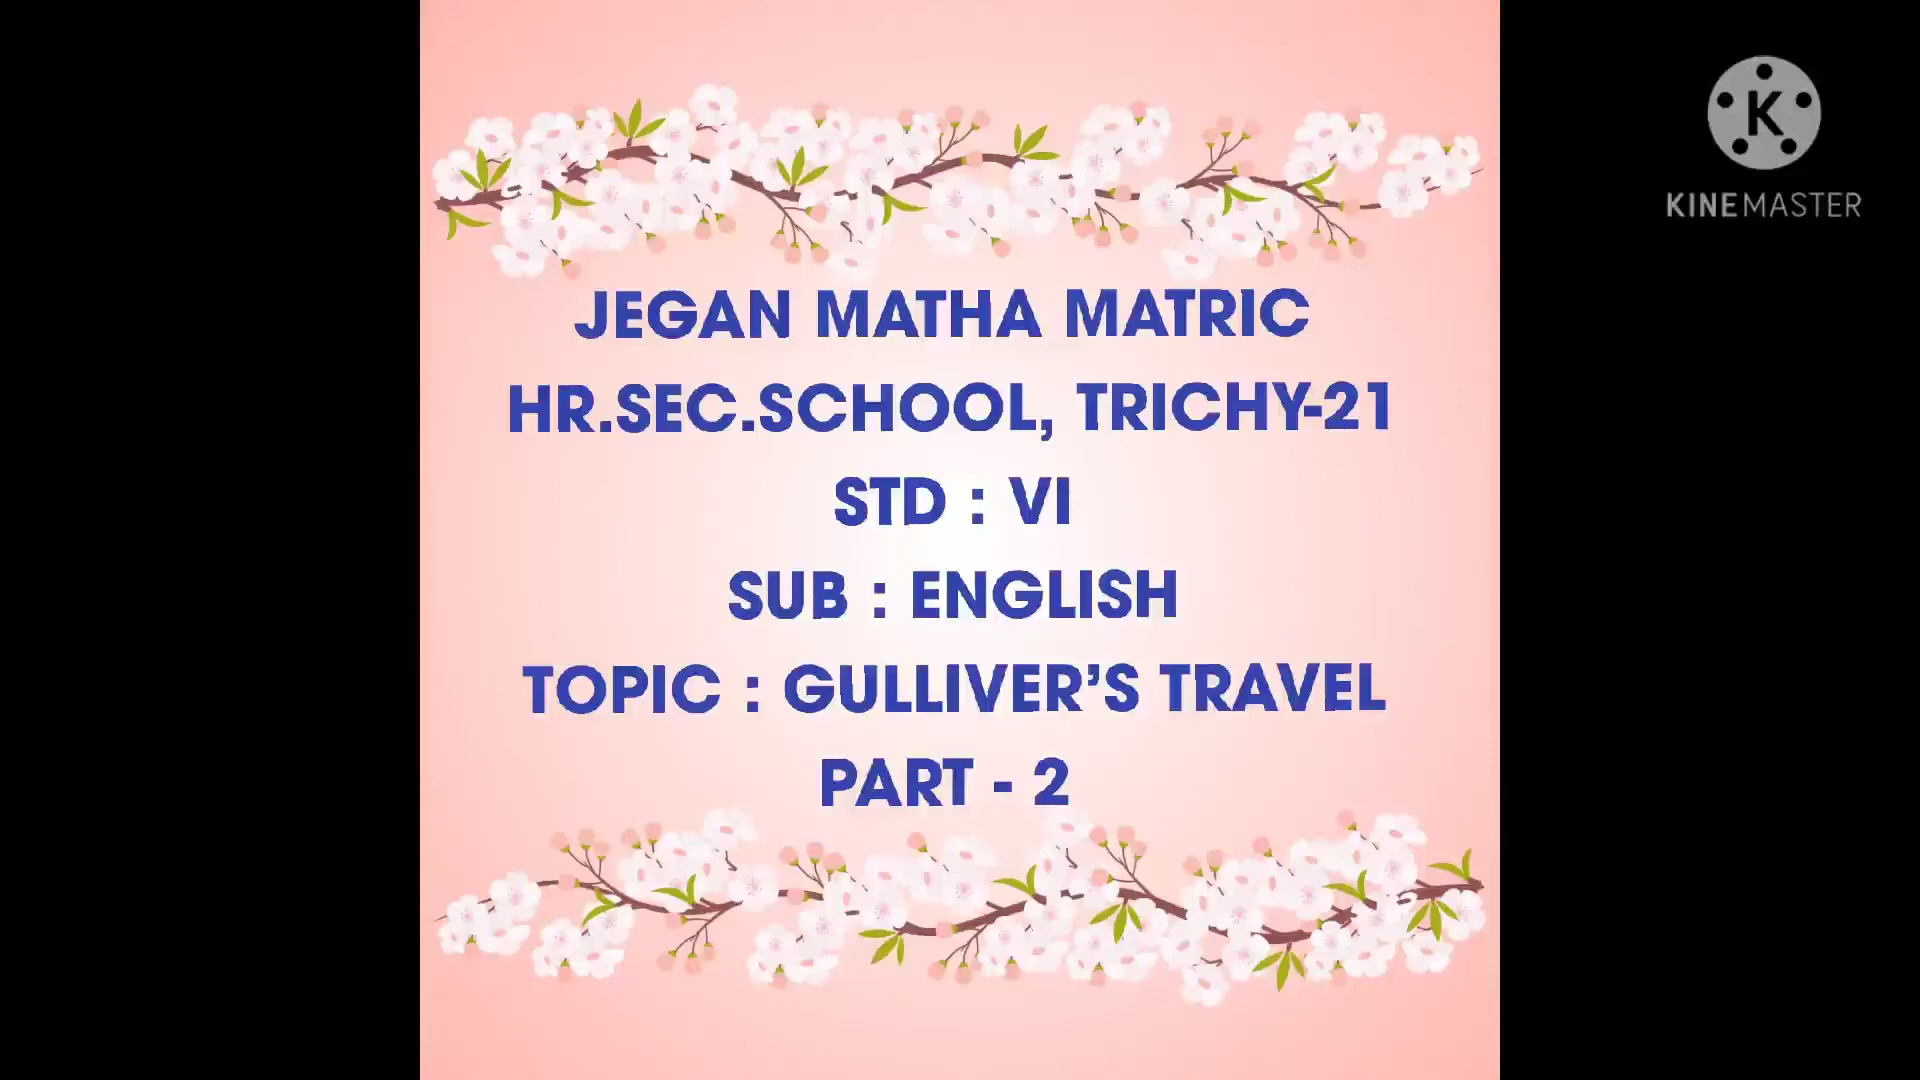 JEGAN MATHA MATRIC
HR.SEC.SCHOOL, TRICHY-21
STD : VI
SUB : ENGLISH
TOPIC : GULLIVER’S TRAVEL
PART - 2
K
KINEMASTER